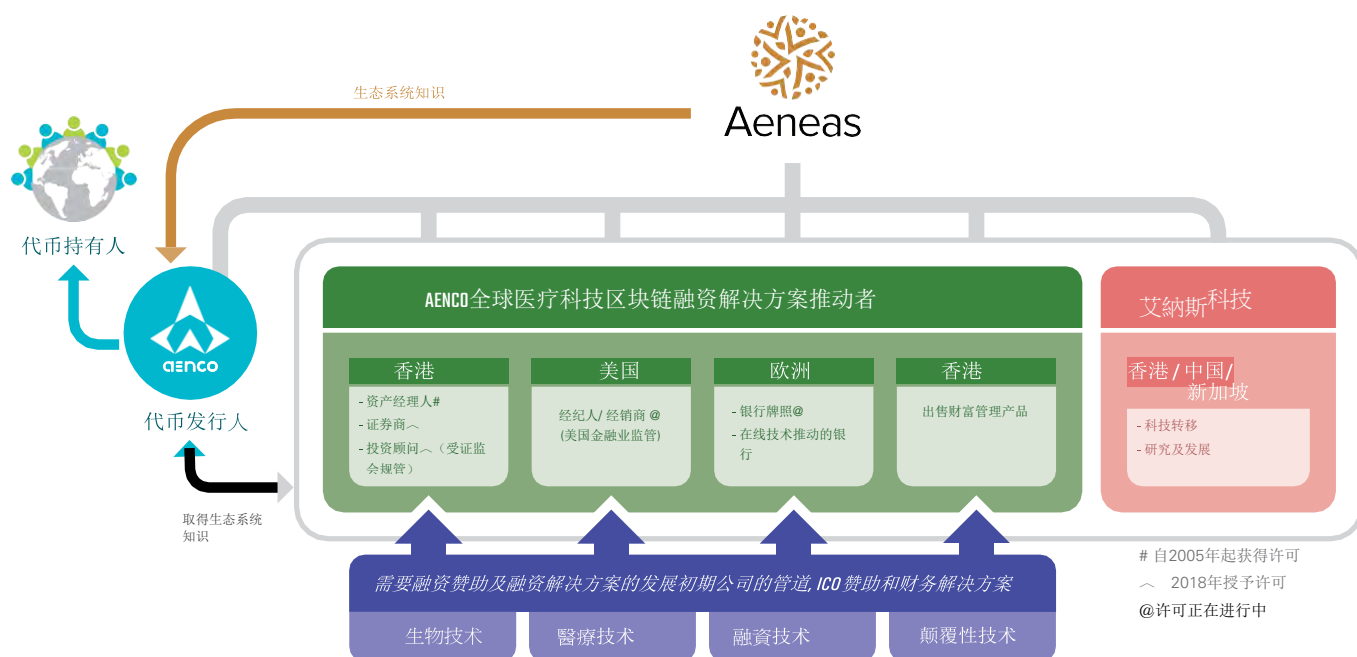 生态系统知识
Aeneas
代币持有人
aenco
代币发行人
取得生态系统
知识
AENCO全球医疗科技区块链融资解决方案推动者
香港
- 资产经理人#
- 证券商︿
- 投资顾问︿（受证监
会规管）
美国
经纪人/ 经销商 @
(美国金融业监管)
欧洲
- 银行牌照@
- 在线技术推动的银
行
香港
出售财富管理产品
艾納斯科技
香港 / 中国/
新加坡
- 科技转移
- 研究及发展
需要融资赞助及融资解决方案的发展初期公司的管道, ICO 赞助和财务解决方案
生物技术
醫療技术
融資技术
颠覆性技术
# 自2005年起获得许可
︿ 2018年授予许可
@许可正在进行中